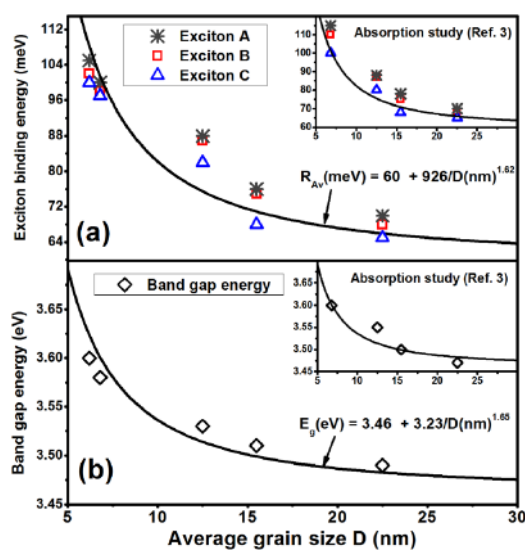 Exciton binding energy (meV)
112
104
96
88
80
72
64
Exciton A
Exciton B
Exciton C
Absorption study (Ref. 3)
110
100
90
80
70
60
5 10 15 20 25
R_Av(meV) = 60 + 926/D(nm)^1.62
(a)
Band gap energy (eV)
3.65
3.60
3.55
3.50
3.45
Band gap energy
Absorption study (Ref. 3)
3.65
3.60
3.55
3.50
3.45
5 10 15 20 25
E_g(eV) = 3.46 + 3.23/D(nm)^1.68
(b)
5 10 15 20 25 30
Average grain size D (nm)